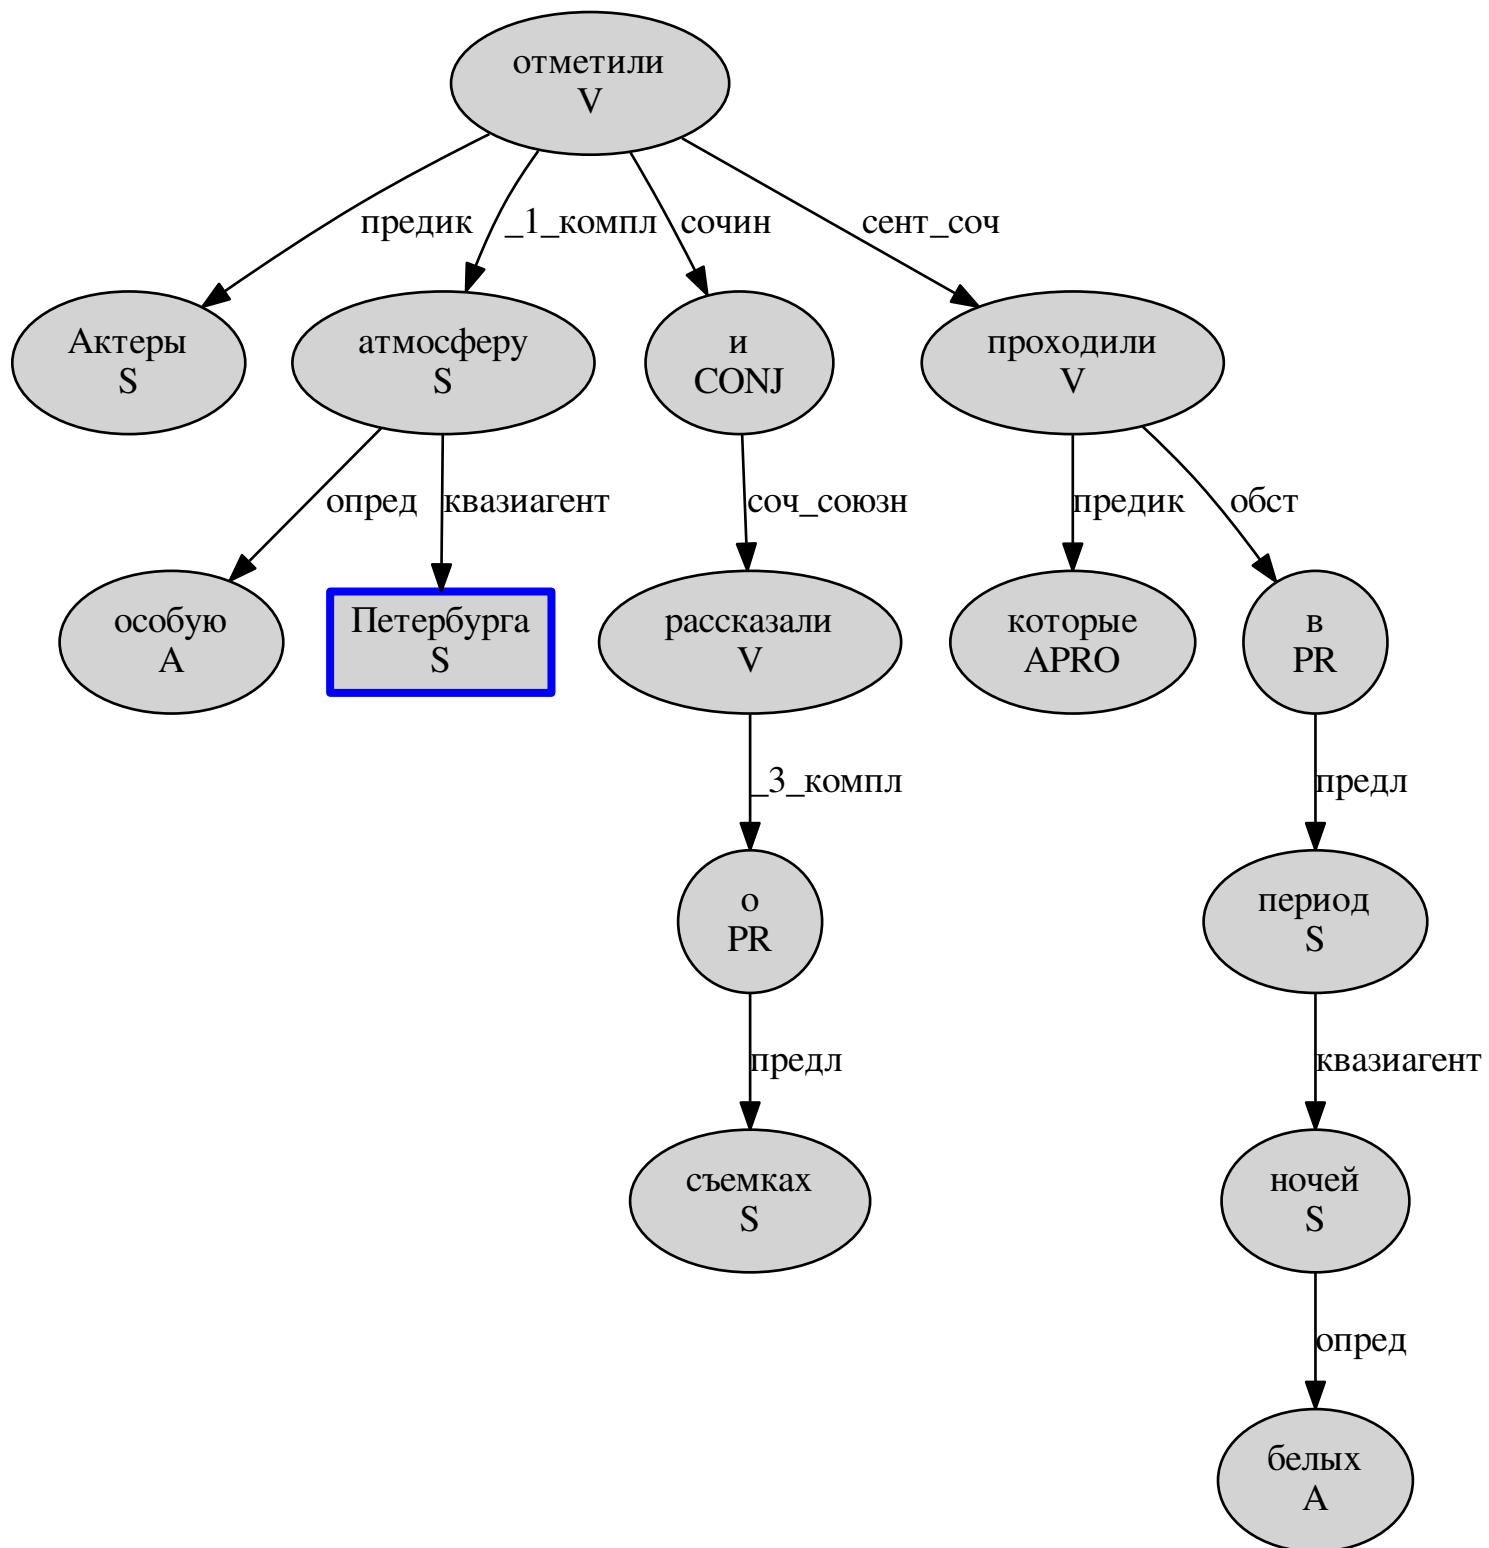 отметили
V
предик
_1_компл
сочин
сент_соч
Актеры
S
атмосферу
S
и
CONJ
проходили
V
опред
квазиагент
соч_союзн
предик
обст
особую
A
Петербурга
S
рассказали
V
которые
APRO
в
PR
_3_компл
предл
о
PR
период
S
предл
квазиагент
съемках
S
ночей
S
опред
белых
A